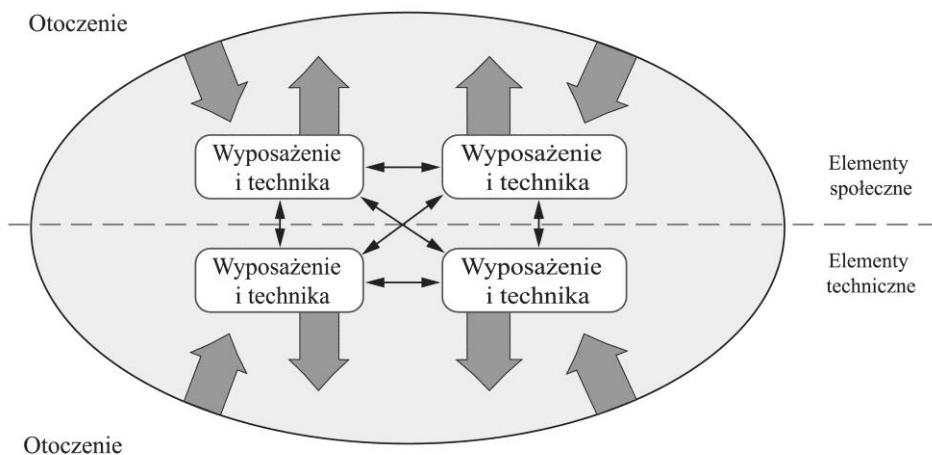 Otoczenie
Wyposażenie
i technika
Wyposażenie
i technika
Elementy
społeczne
Wyposażenie
i technika
Wyposażenie
i technika
Elementy
techniczne
Otoczenie